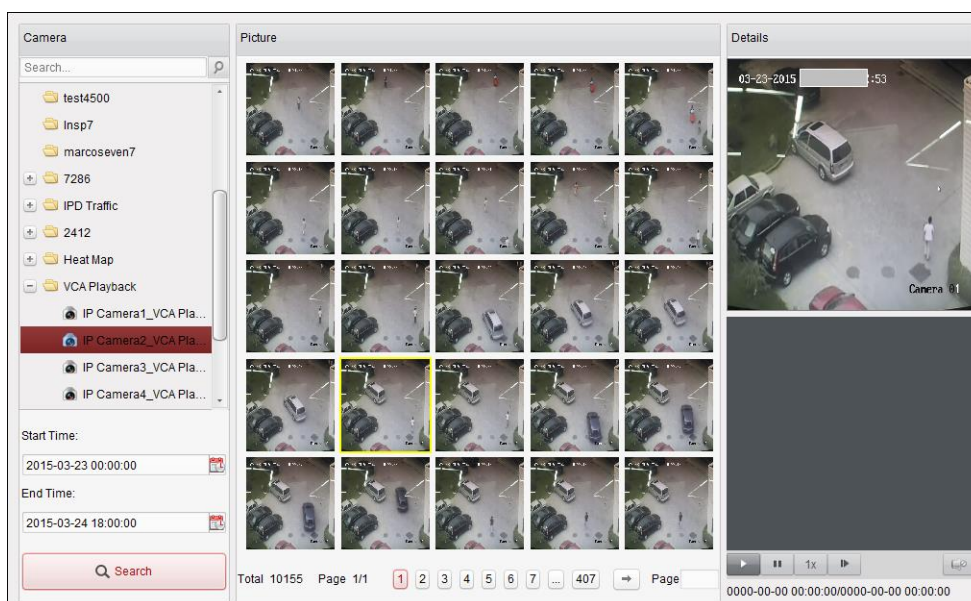 Camera
Search...
test4500
Insp7
marcoseven7
7286
IPD Traffic
2412
Heat Map
VCA Playback
IP Camera1_VCA Pla...
IP Camera2_VCA Pla...
IP Camera3_VCA Pla...
IP Camera4_VCA Pla...
Start Time:
2015-03-23 00:00:00
End Time:
2015-03-24 18:00:00
Search
Picture
Total 10155 Page 1/1 1 2 3 4 5 6 7 ... 407 Page
Details
03-23-2015 :53
Camera 01
1x
0000-00-00 00:00:00/0000-00-00 00:00:00